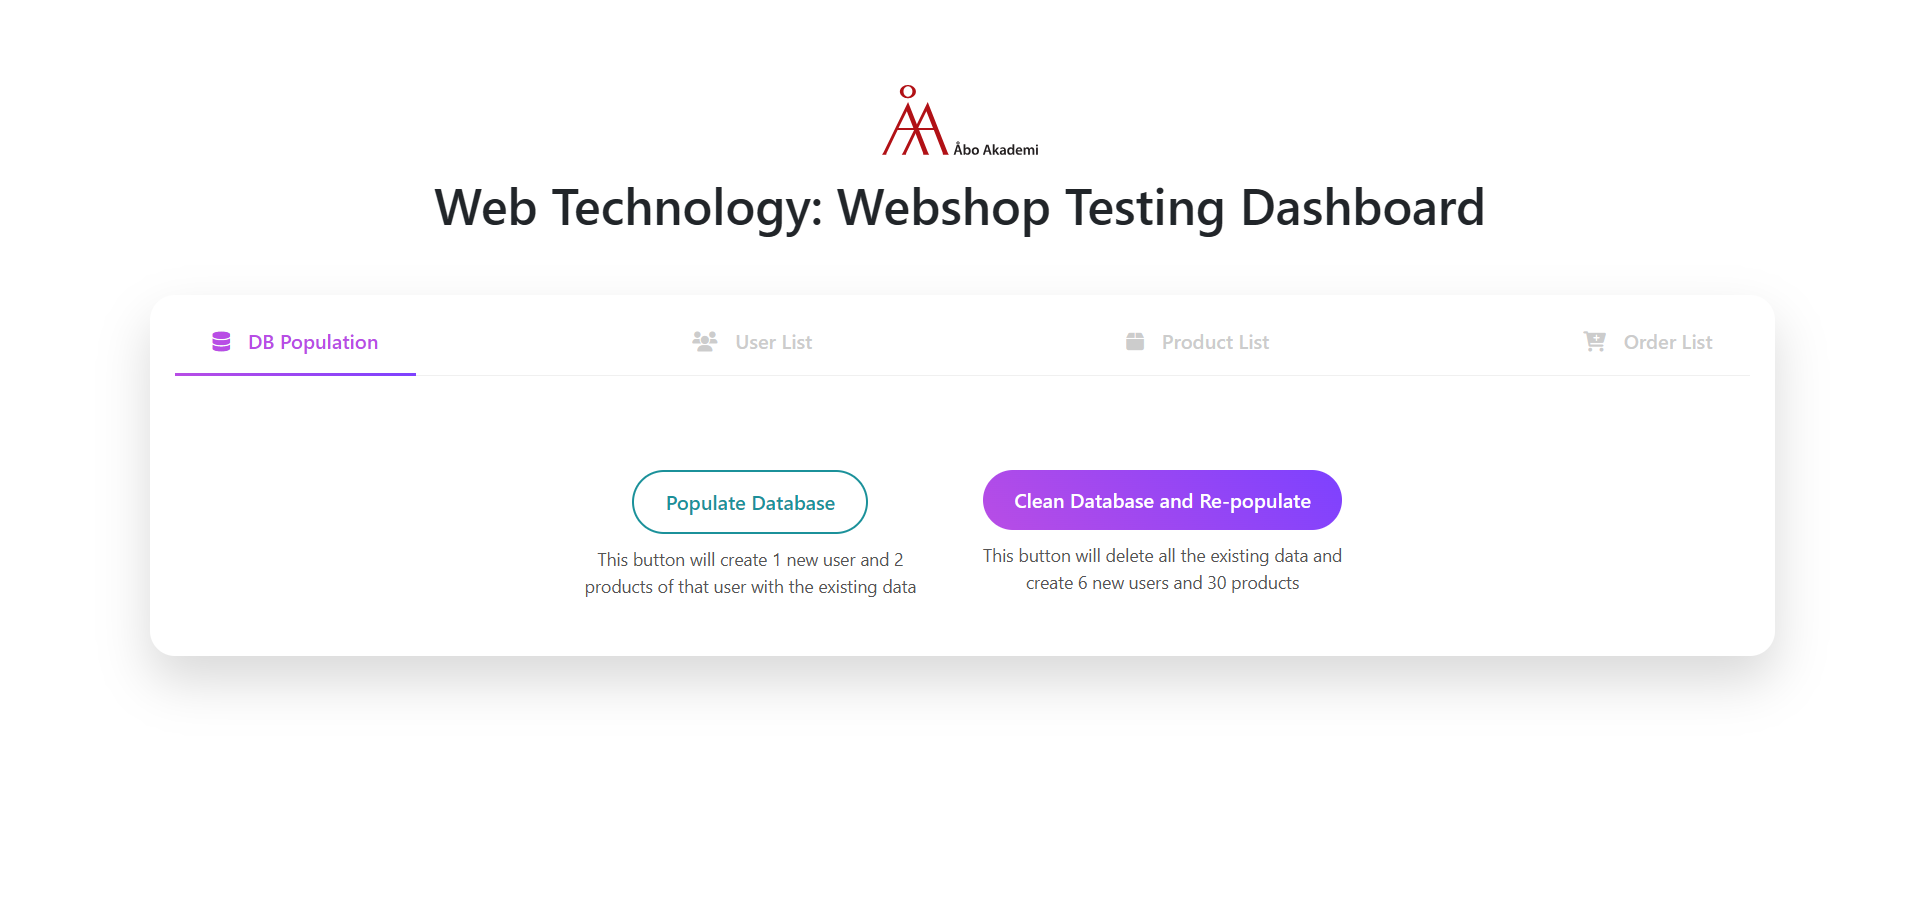 Åbo Akademi
Web Technology: Webshop Testing Dashboard
DB Population
User List
Product List
Order List
Populate Database
This button will create 1 new user and 2
products of that user with the existing data
Clean Database and Re-populate
This button will delete all the existing data and
create 6 new users and 30 products